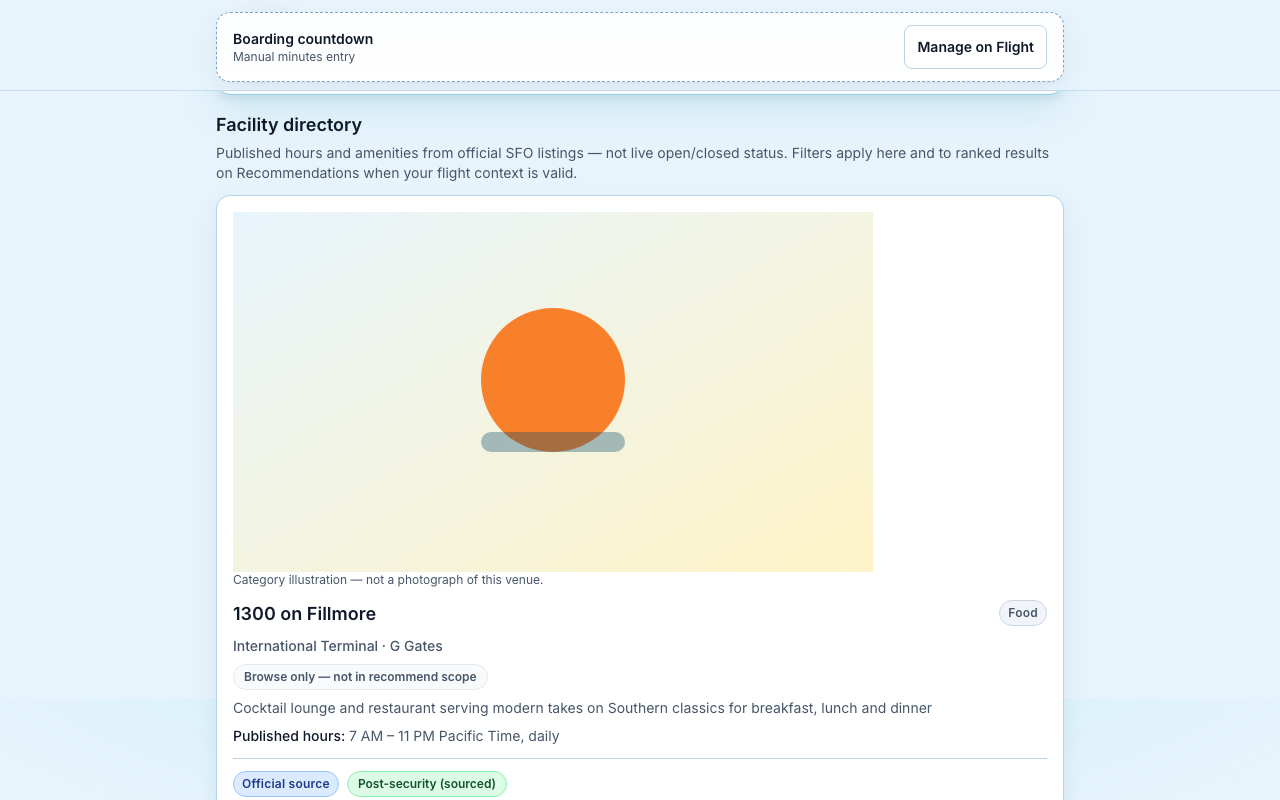 Boarding countdown
Manual minutes entry
Manage on Flight
Facility directory
Published hours and amenities from official SFO listings — not live open/closed status. Filters apply here and to ranked results
on Recommendations when your flight context is valid.
Category illustration — not a photograph of this venue.
1300 on Fillmore
Food
International Terminal · G Gates
Browse only — not in recommend scope
Cocktail lounge and restaurant serving modern takes on Southern classics for breakfast, lunch and dinner
Published hours: 7 AM – 11 PM Pacific Time, daily
Official source
Post-security (sourced)